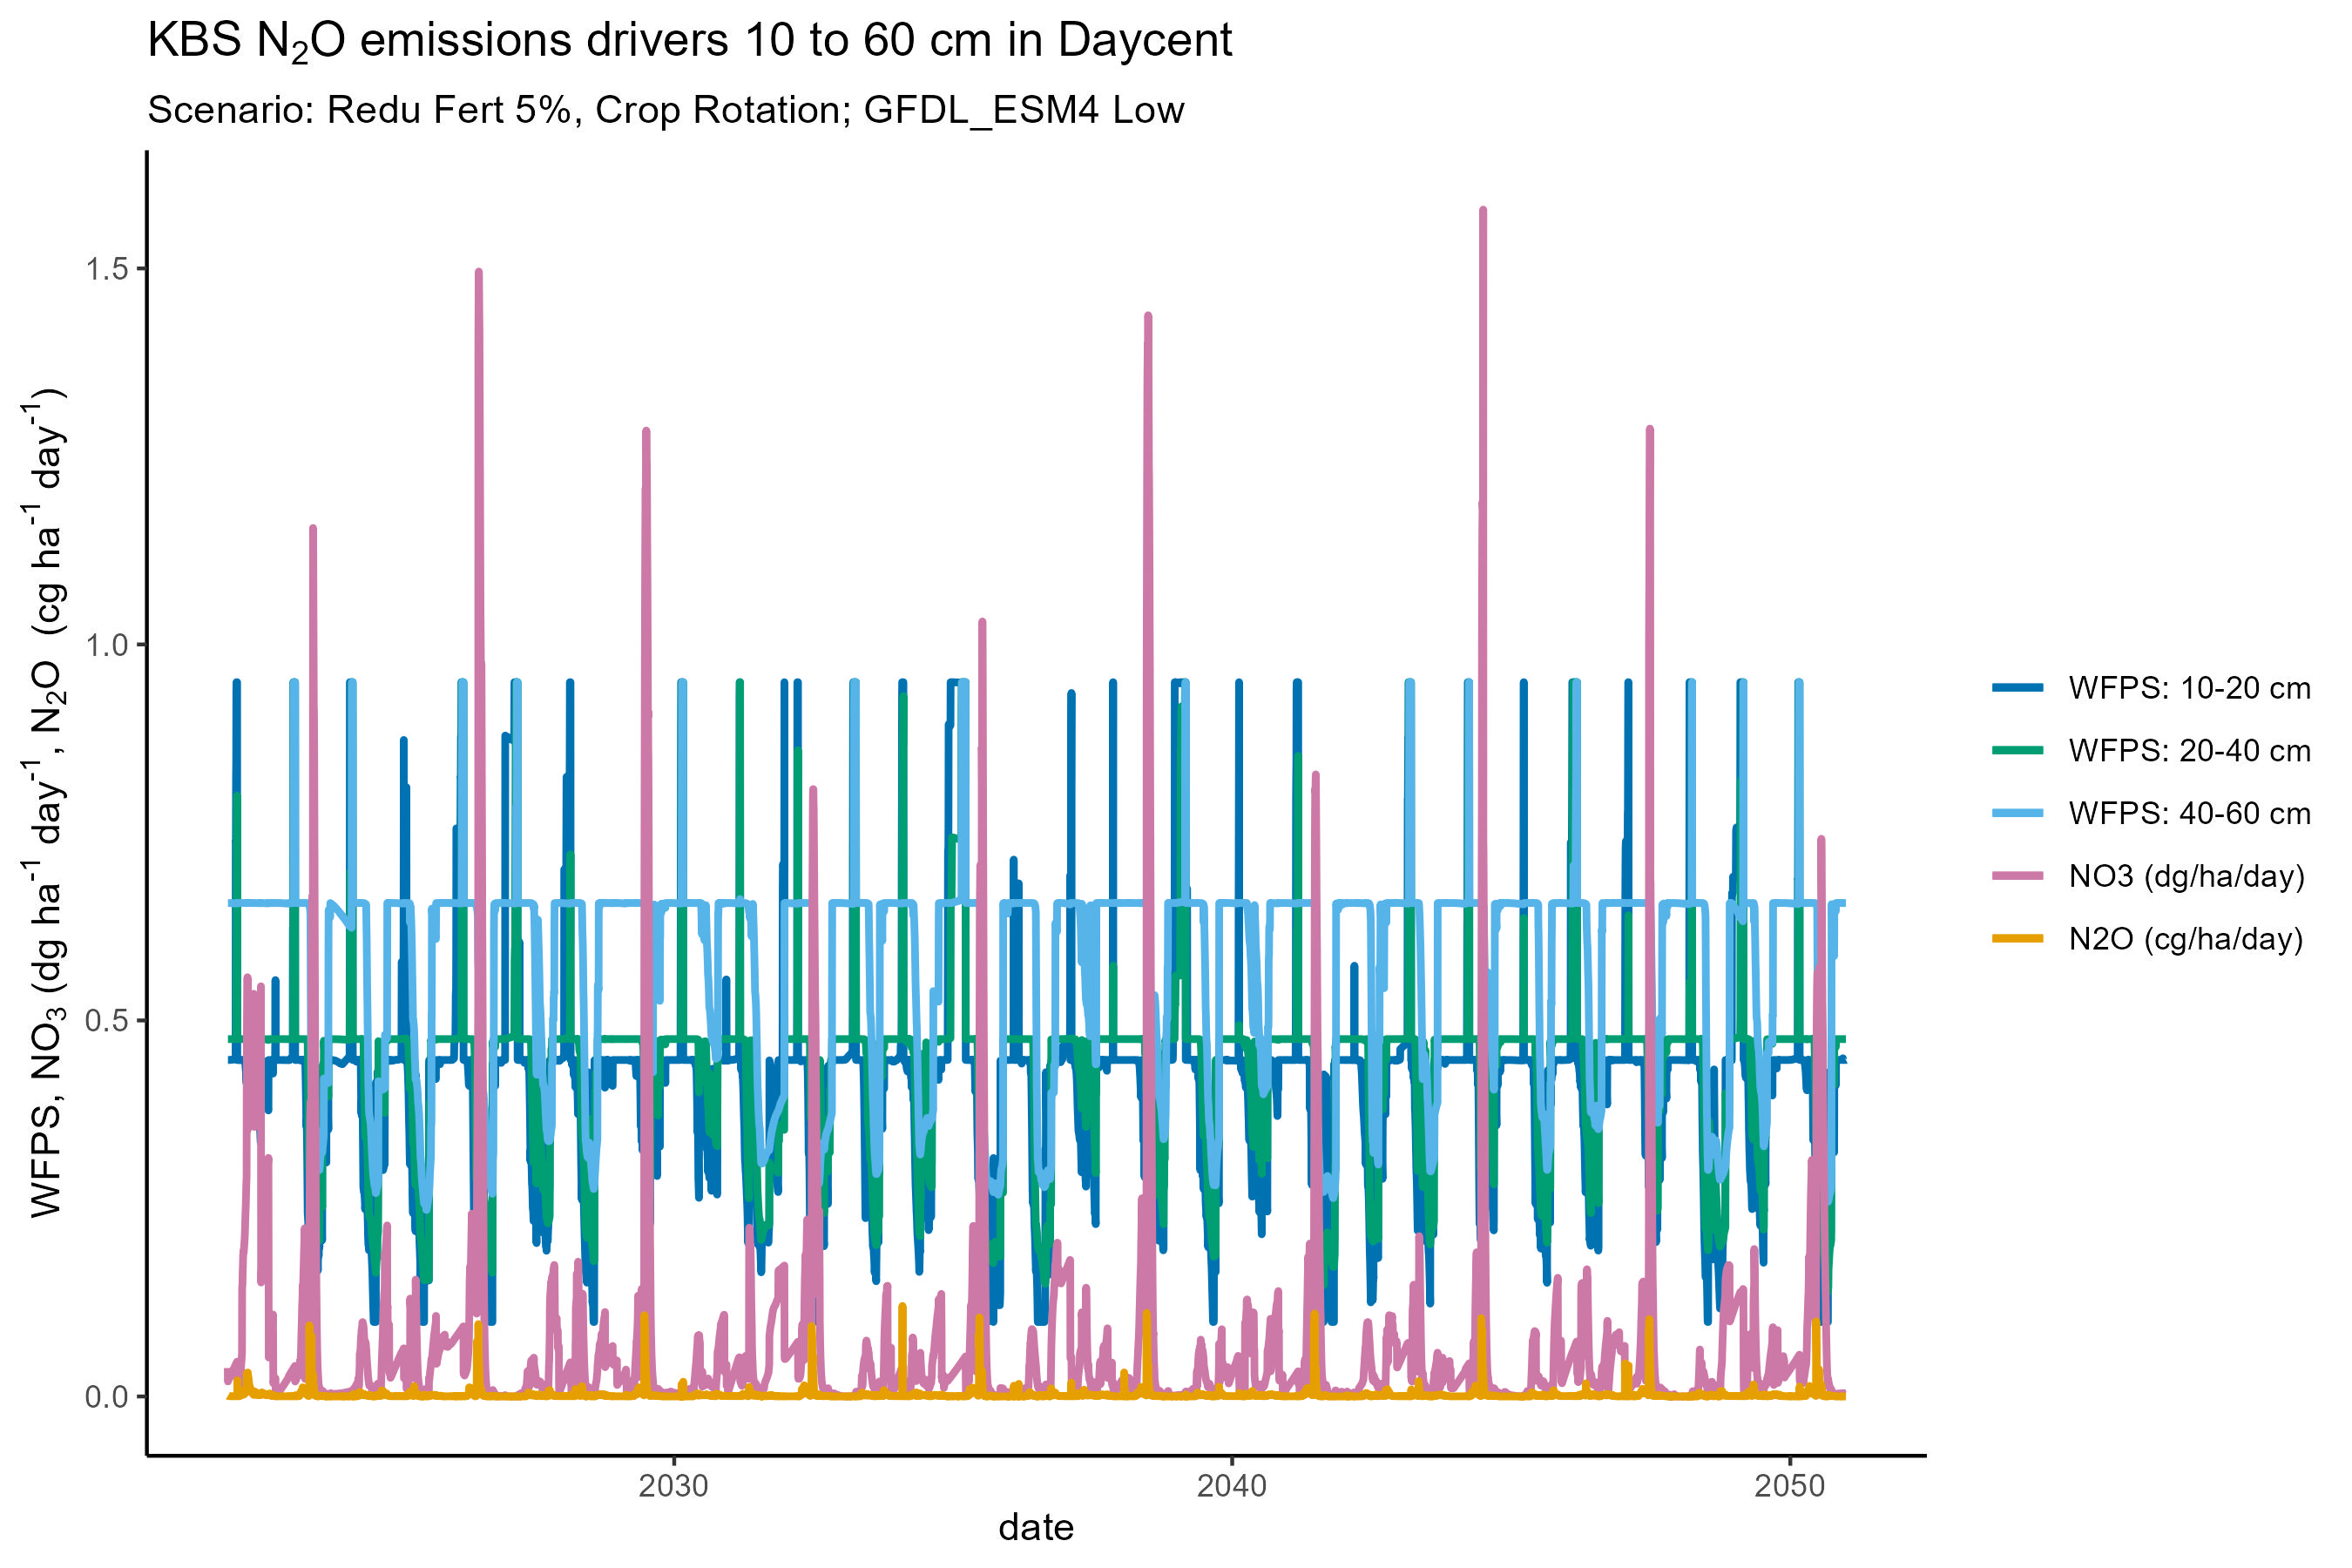 KBS N₂O emissions drivers 10 to 60 cm in Daycent
Scenario: Redu Fert 5%, Crop Rotation; GFDL_ESM4 Low
WFPS, NO₃ (dg ha⁻¹ day⁻¹, N₂O (cg ha⁻¹ day⁻¹)
1.5
1.0
0.5
0.0
2030
2040
2050
date
WFPS: 10-20 cm
WFPS: 20-40 cm
WFPS: 40-60 cm
NO3 (dg/ha/day)
N2O (cg/ha/day)